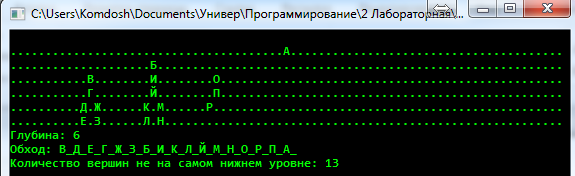 C:\Users\Komdosh\Documents\Универ\Программирование\2 Лабораторная\...
.......................................А.......................................
....................Б..........................................................
...........В........И........О.................................................
...........Г........Й........П.................................................
..........Д.Ж......К.М......Р..................................................
..........Е.З......Л.Н.........................................................
Глубина: 6
Обход: В_Д_Е_Г_Ж_З_Б_И_К_Л_Й_М_Н_О_Р_П_А_
Количество вершин не на самом нижнем уровне: 13